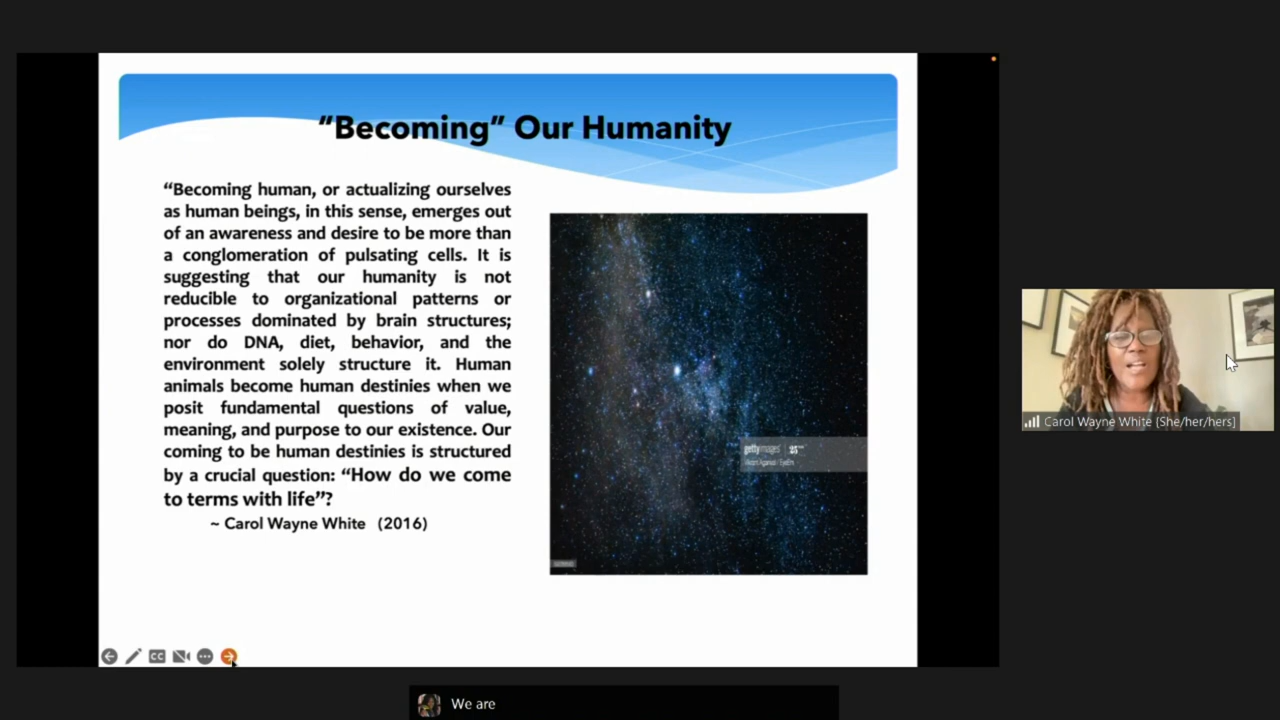 “Becoming” Our Humanity
“Becoming human, or actualizing ourselves
as human beings, in this sense, emerges out
of an awareness and desire to be more than
a conglomeration of pulsating cells. It is
suggesting that our humanity is not
reducible to organizational patterns or
processes dominated by brain structures;
nor do DNA, diet, behavior, and the
environment solely structure it. Human
animals become human destinies when we
posit fundamental questions of value,
meaning, and purpose to our existence. Our
coming to be human destinies is structured
by a crucial question: “How do we come
to terms with life”?
~ Carol Wayne White (2016)
gettyimages
CC
Carol Wayne White (She/her/hers)
We are